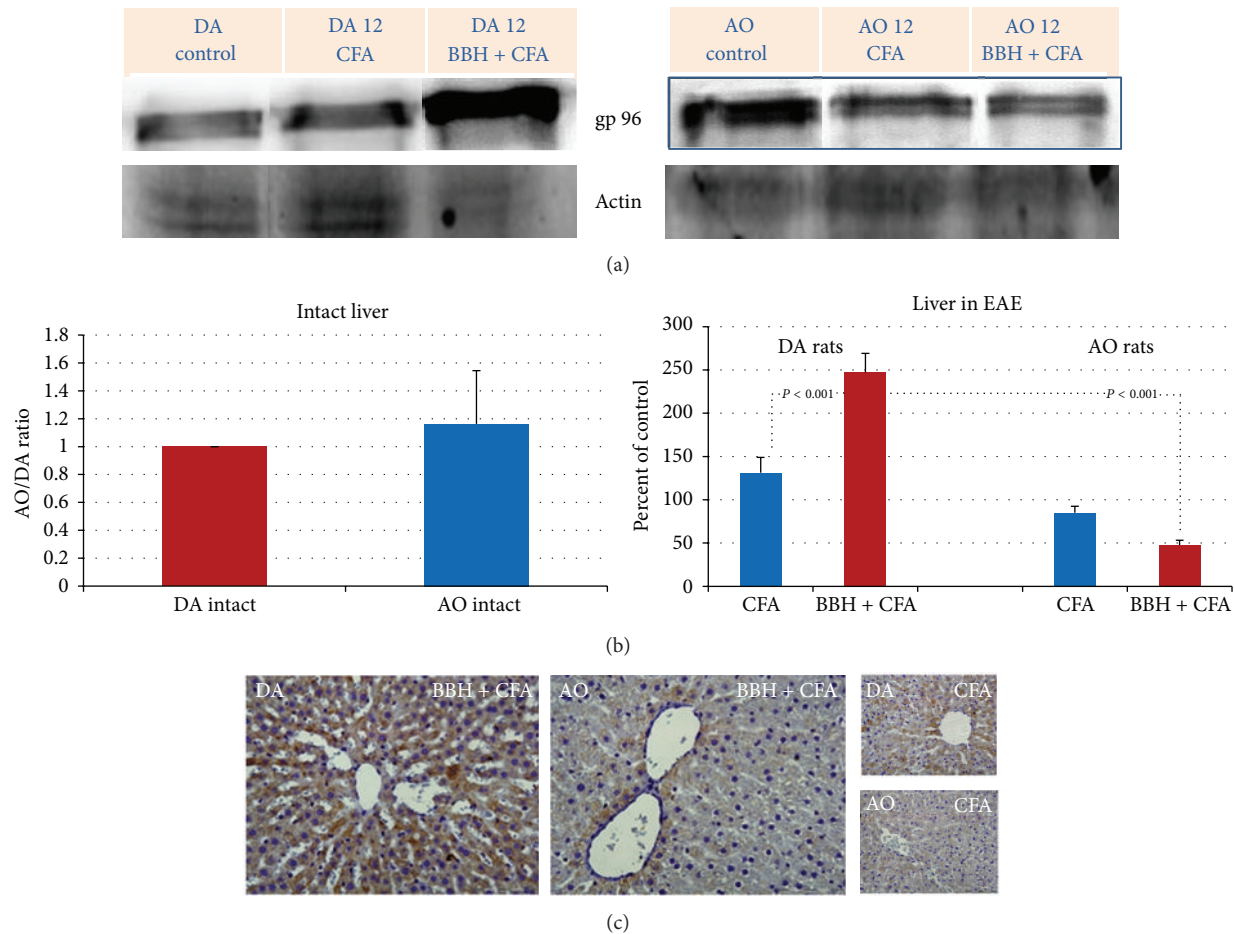 DA control
DA 12 CFA
DA 12 BBH + CFA
AO control
AO 12 CFA
AO 12 BBH + CFA
gp 96
Actin
(a)
Intact liver
AO/DA ratio
1.8
1.6
1.4
1.2
1
0.8
0.6
0.4
0.2
0
DA intact
AO intact
Liver in EAE
Percent of control
300
250
200
150
100
50
0
DA rats
AO rats
P < 0.001
P < 0.001
CFA
BBH + CFA
CFA
BBH + CFA
(b)
DA BBH + CFA
AO BBH + CFA
DA CFA
AO CFA
(c)